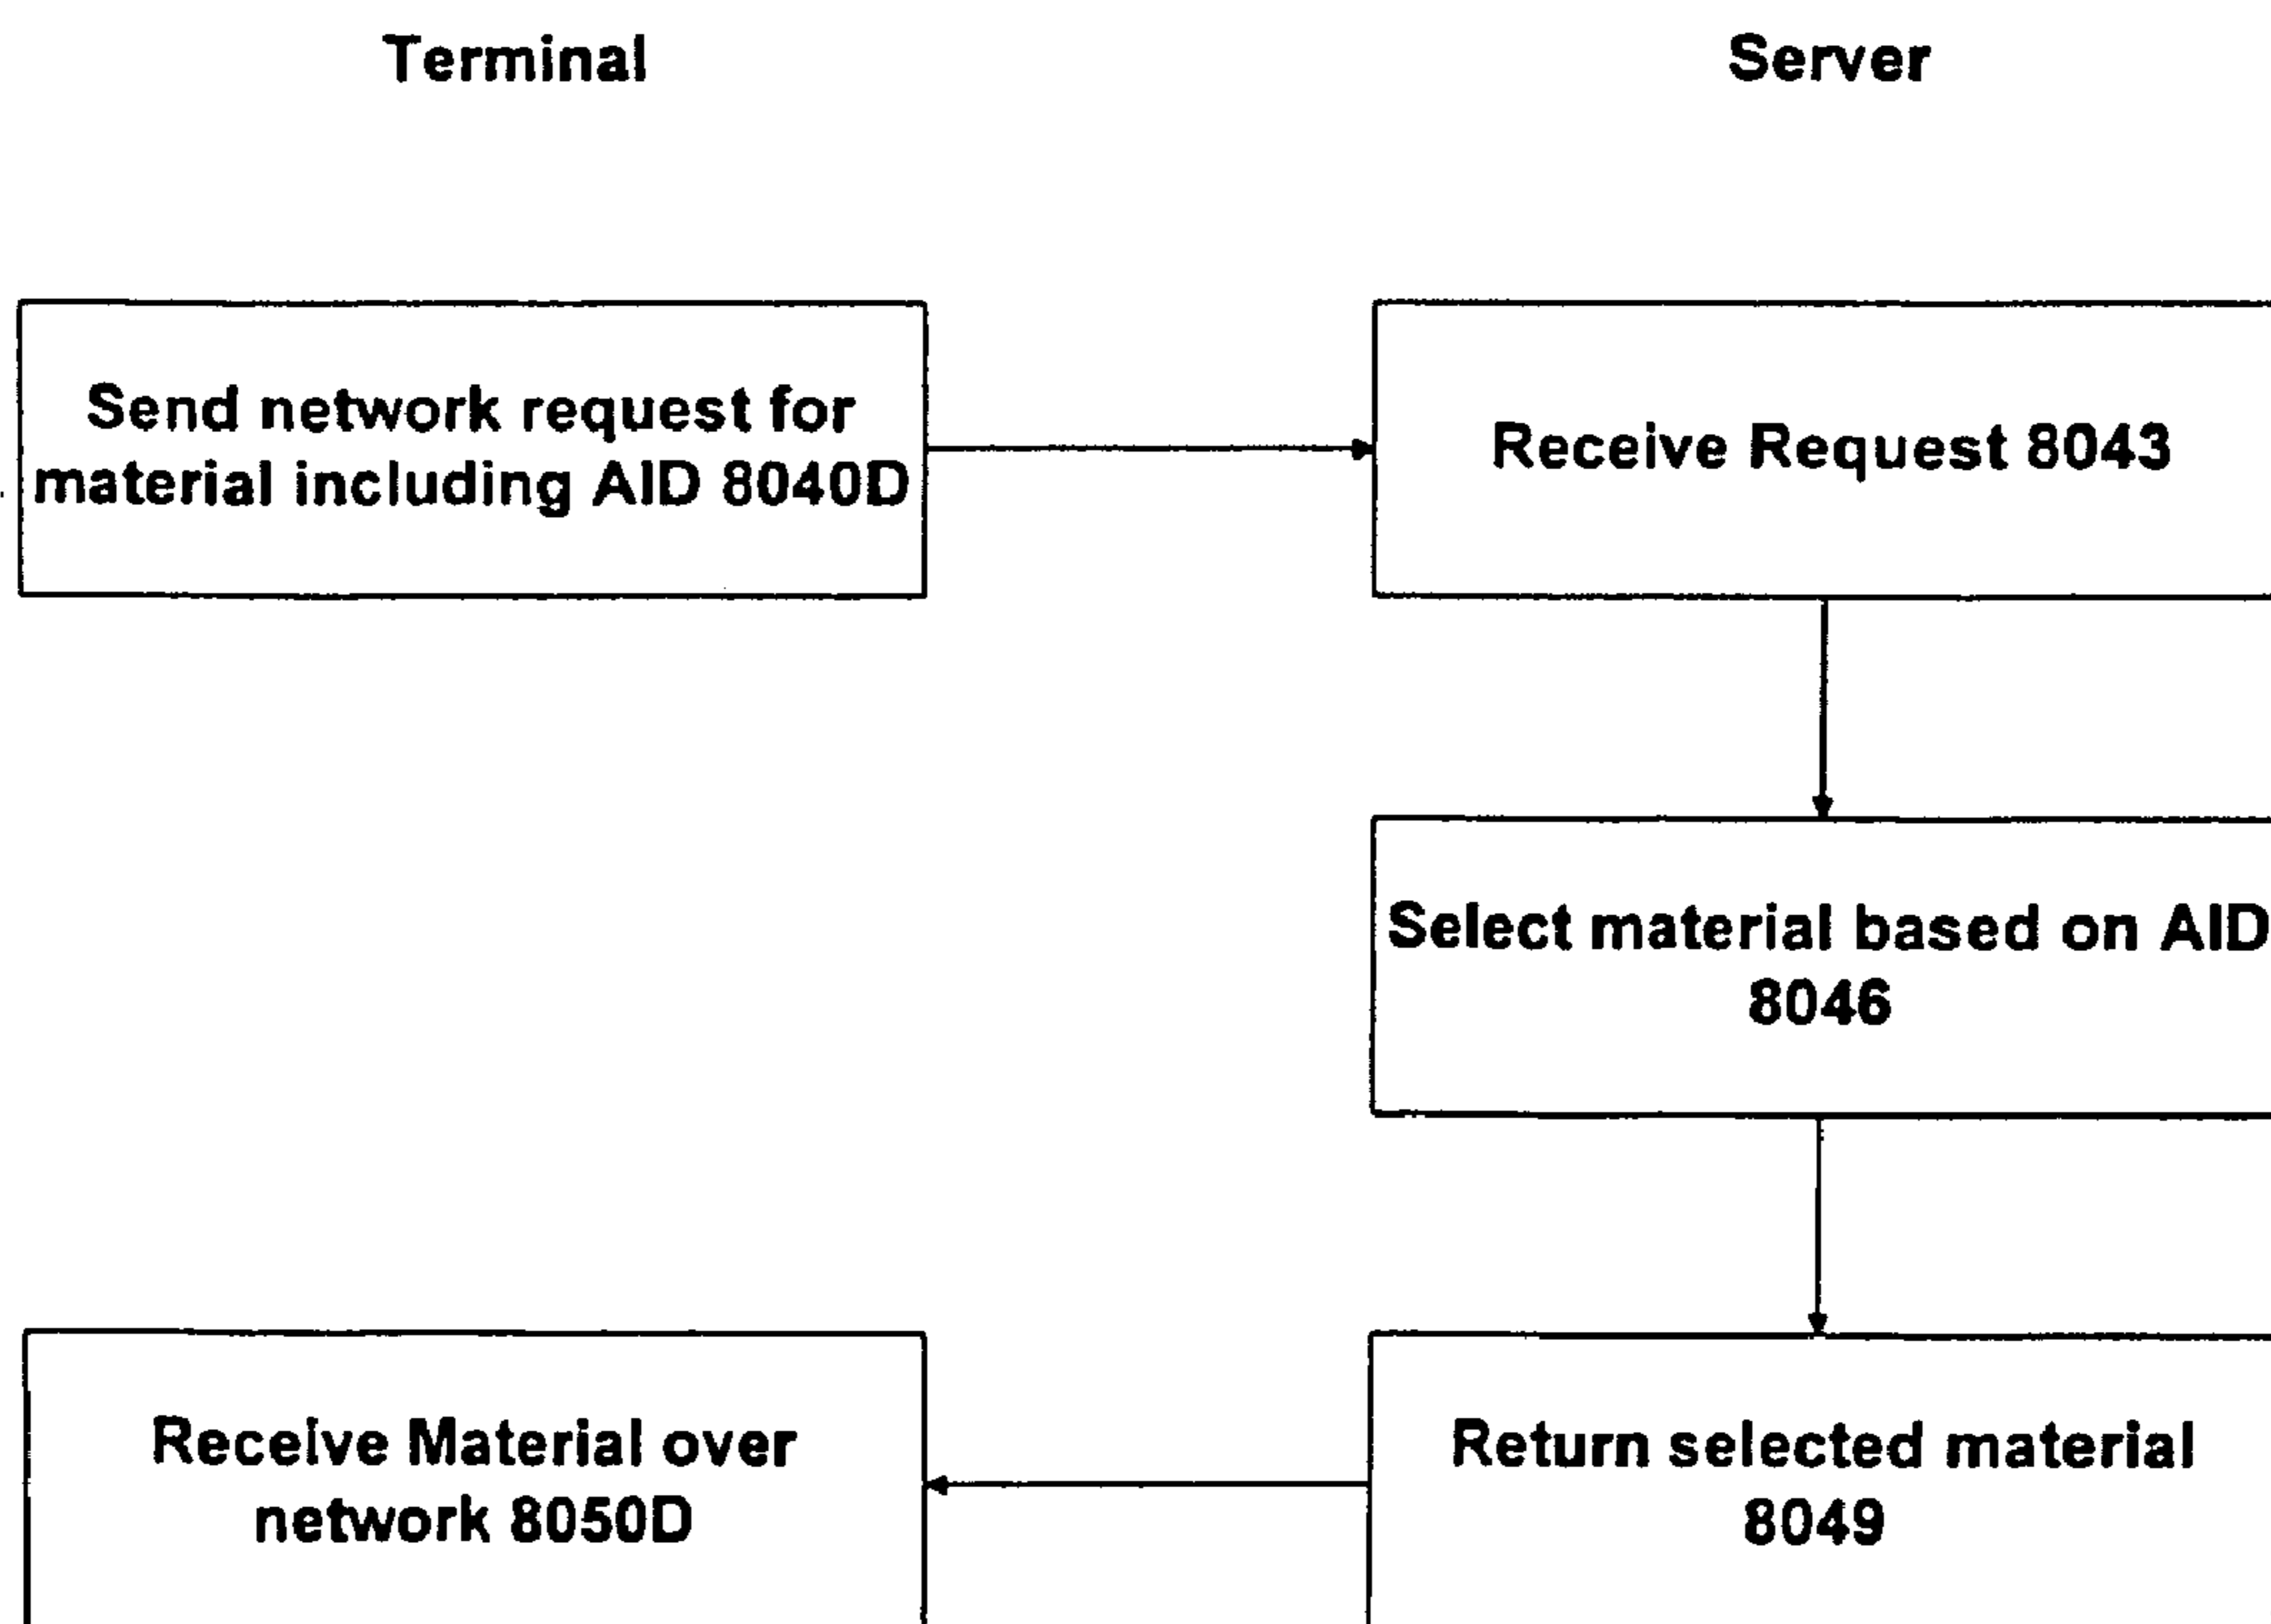 Terminal
Server
Send network request for
material including AID 8040D
Receive Request 8043
Select material based on AID
8046
Receive Material over
network 8050D
Return selected material
8049